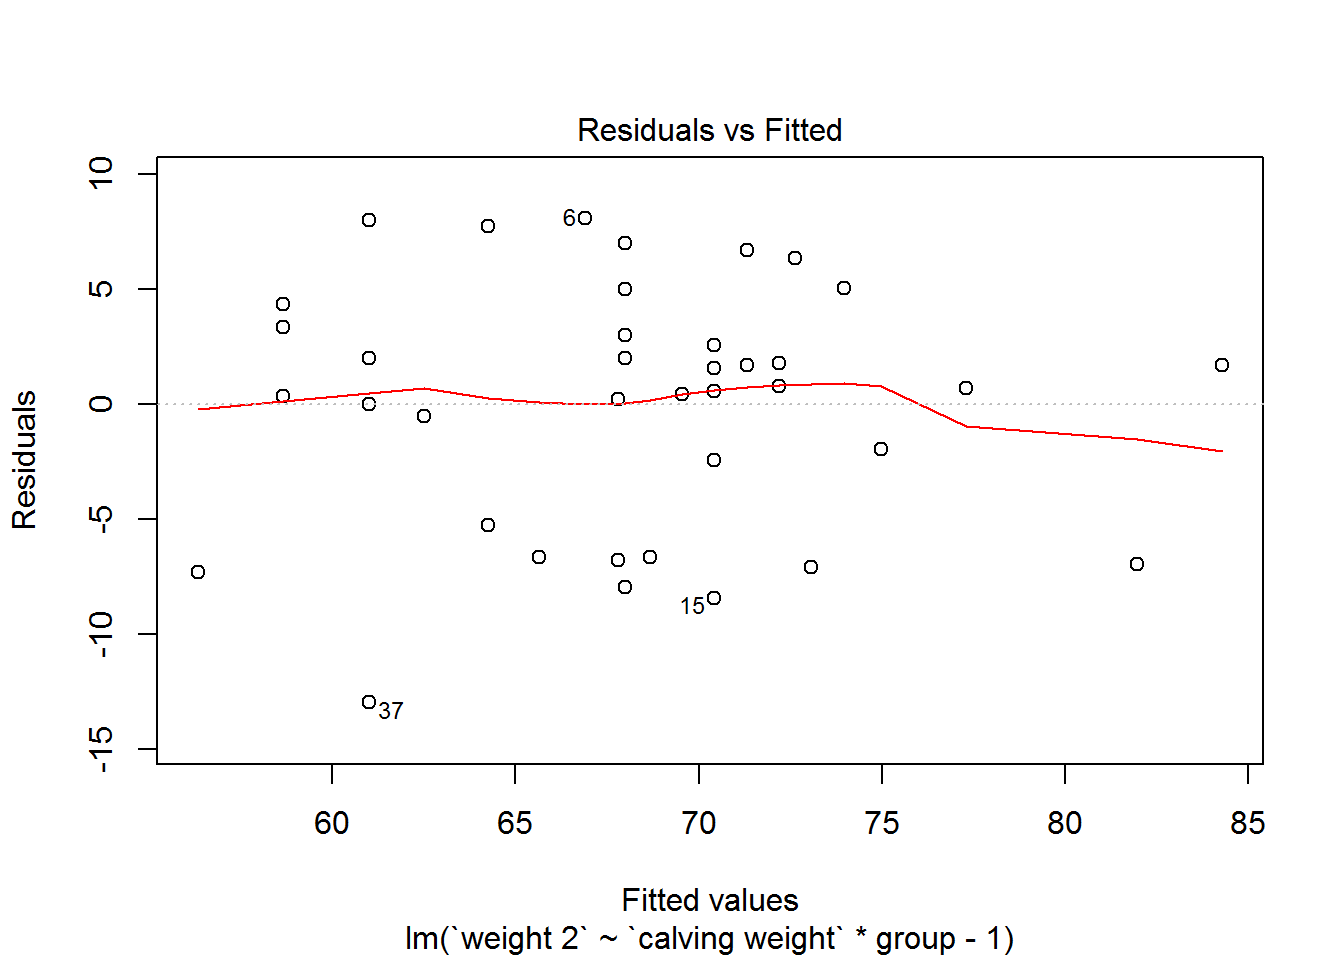 Residuals vs Fitted
10
5
0
-5
-10
-15
Residuals
6
15
37
60 65 70 75 80 85
Fitted values
lm(`weight 2` ~ `calving weight` * group - 1)